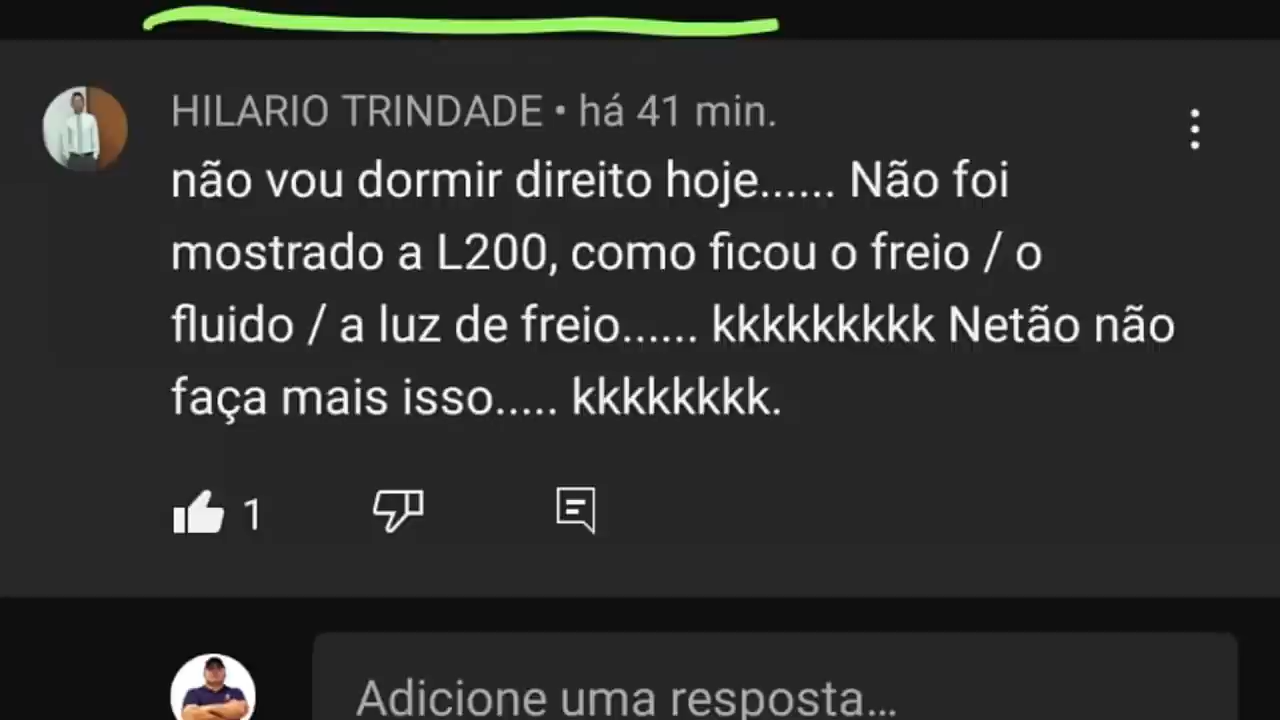 HILARIO TRINDADE • há 41 min.
não vou dormir direito hoje...... Não foi
mostrado a L200, como ficou o freio / o
fluido / a luz de freio...... kkkkkkkkk Netão não
faça mais isso..... kkkkkkkk.
1
Adicione uma resposta...